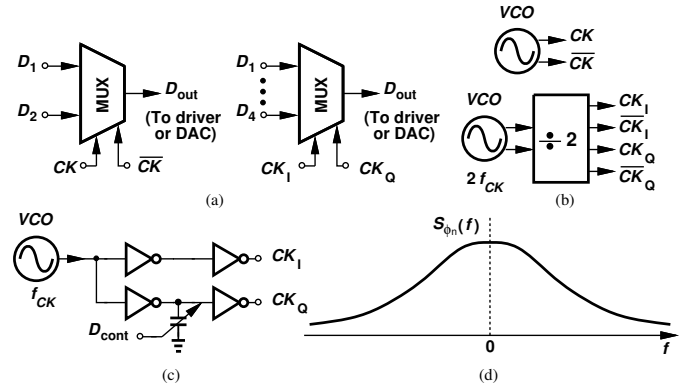 D1
D2
MUX
Dout
(To driver
or DAC)
CK
CK
(a)
D1
D4
MUX
Dout
(To driver
or DAC)
CKI
CKQ
VCO
CK
CK
VCO
2 fCK
÷ 2
CKI
CKI
CKQ
CKQ
(b)
VCO
fCK
CKI
CKQ
Dcont
(c)
Sϕn(f)
0
f
(d)